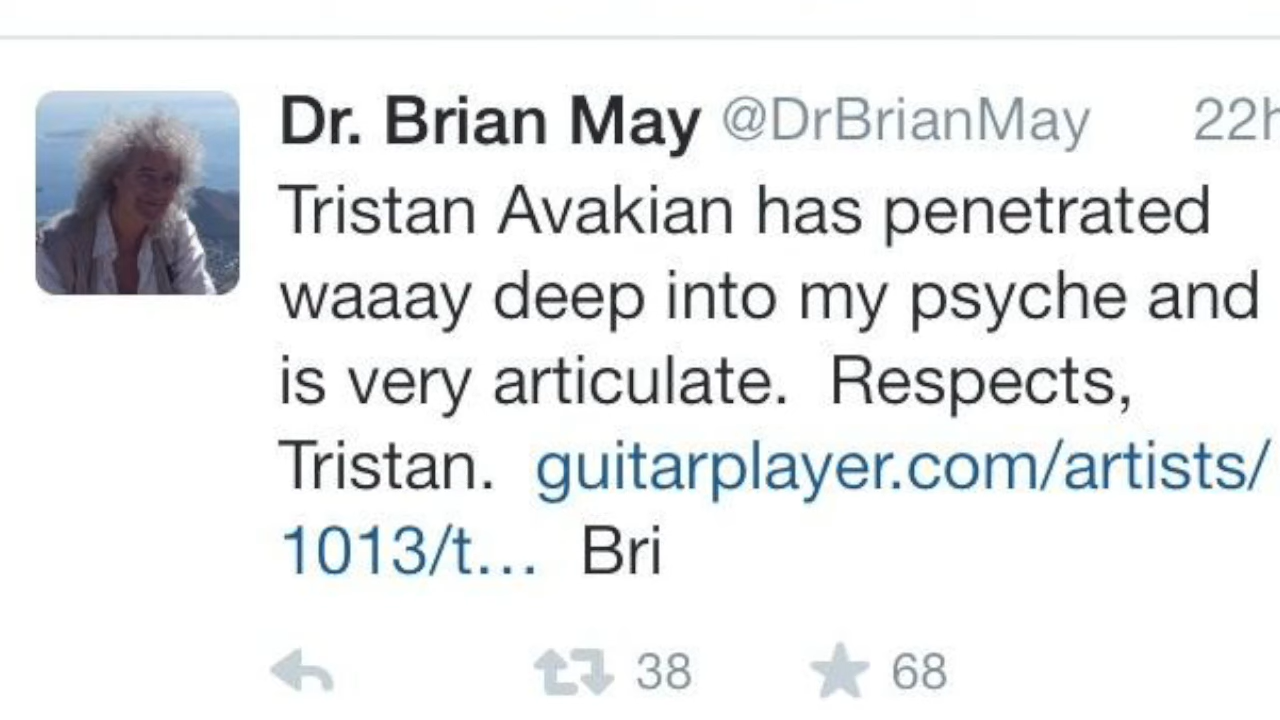 Dr. Brian May @DrBrianMay 22h
Tristan Avakian has penetrated
waaay deep into my psyche and
is very articulate.  Respects,
Tristan.  guitarplayer.com/artists/
1013/t...  Bri
38 68